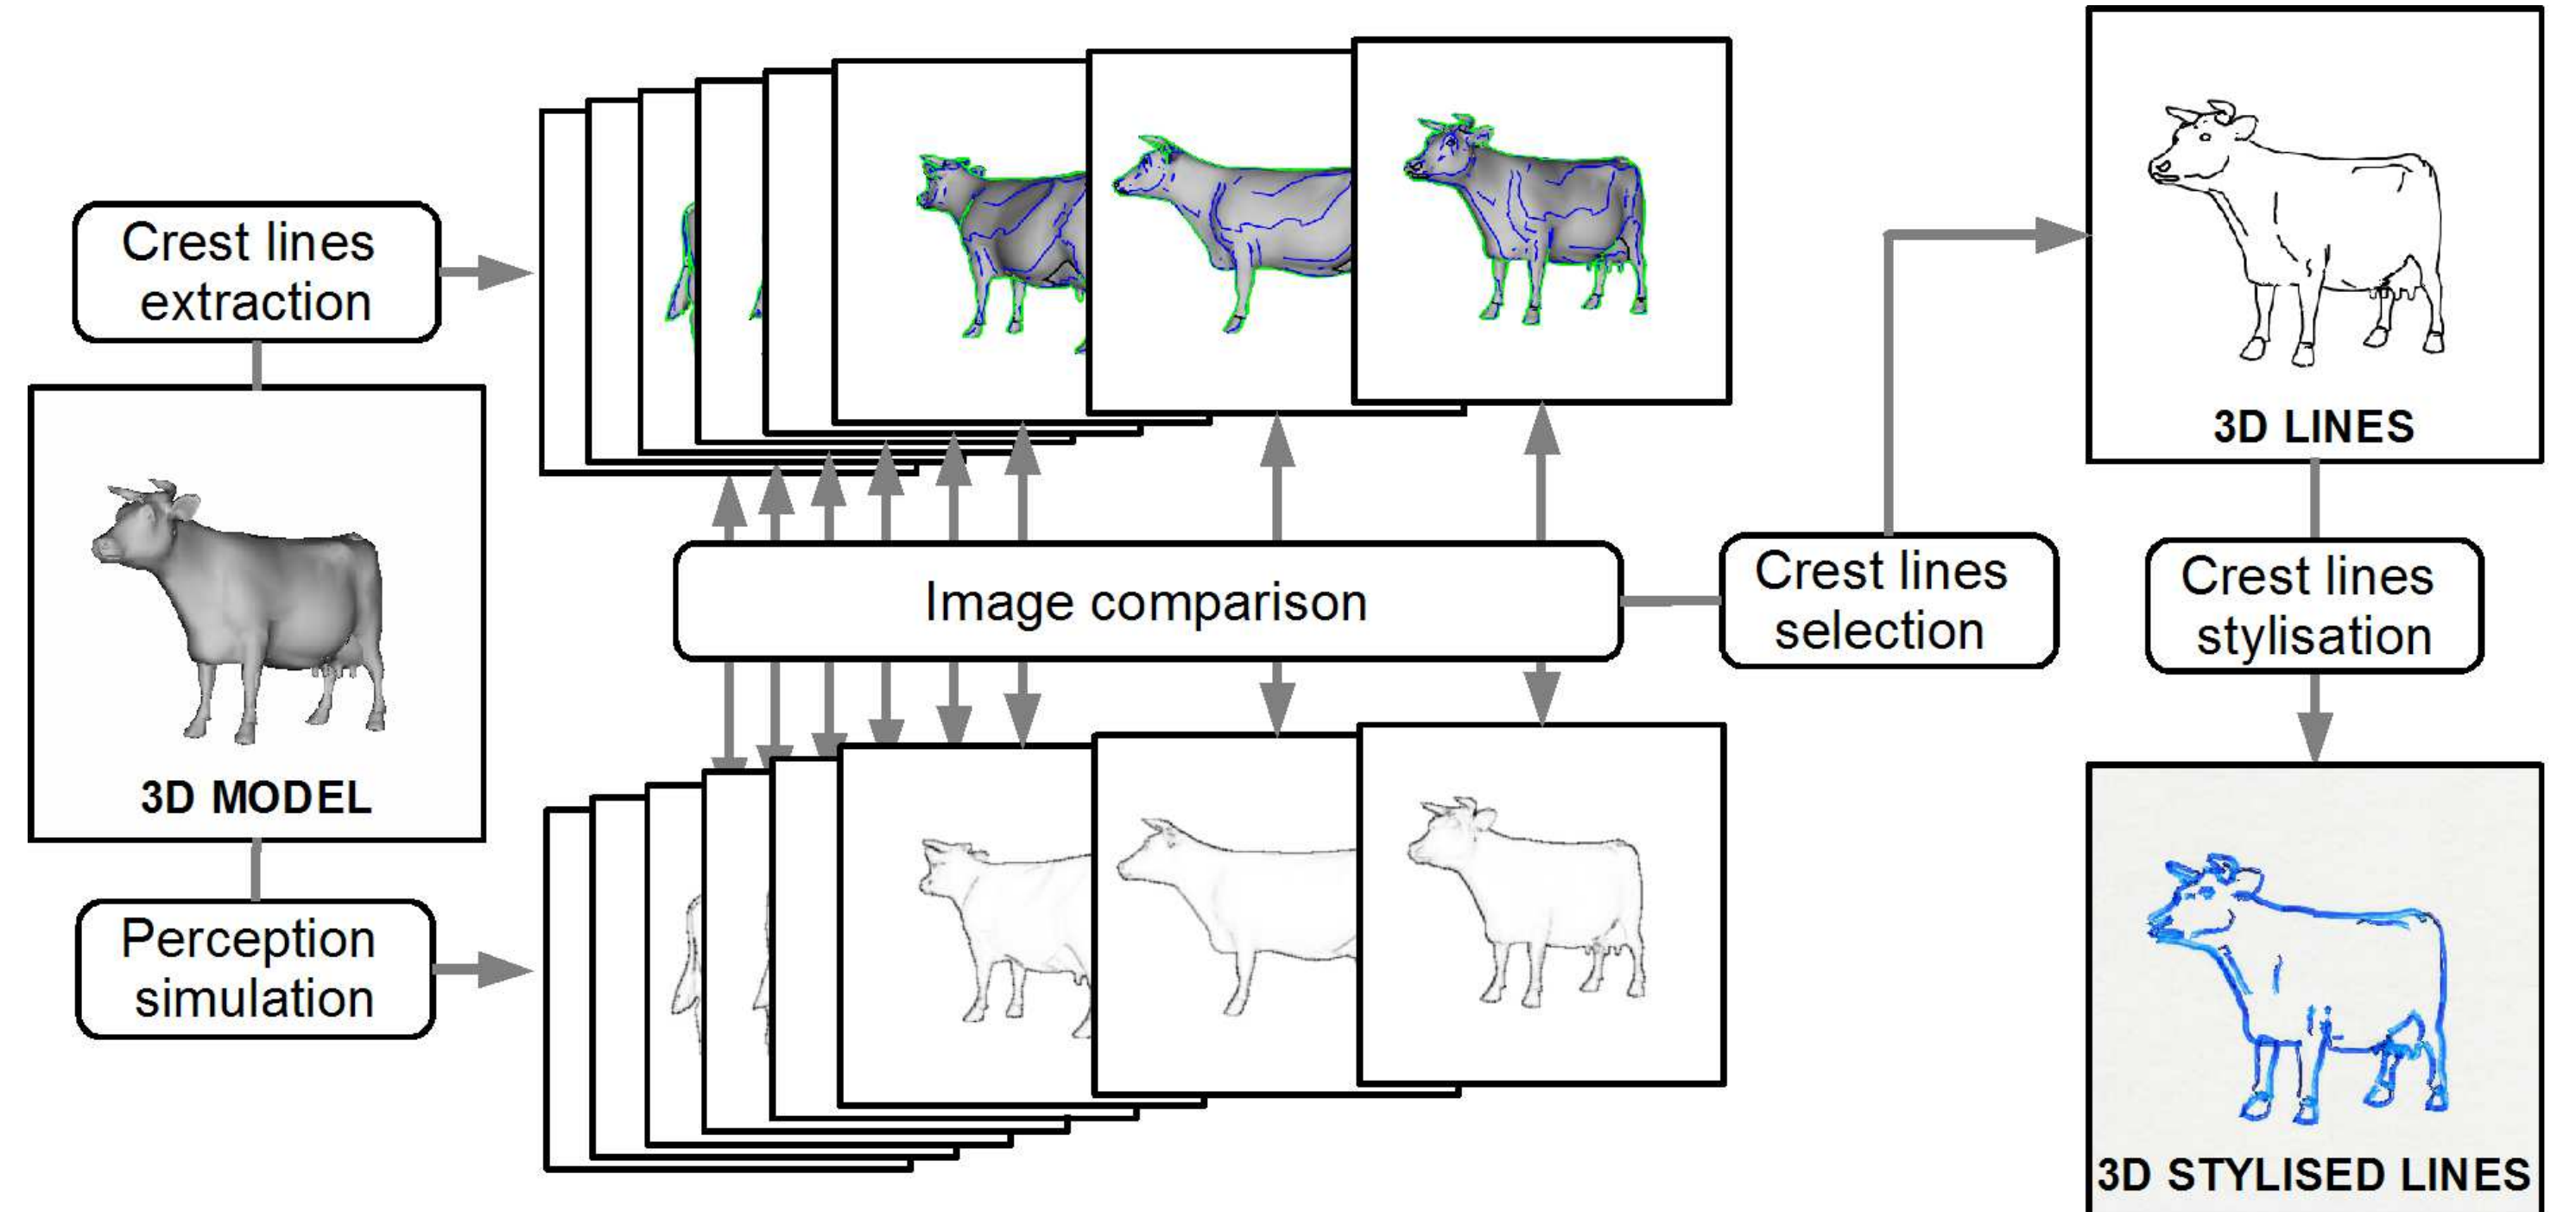 Crest lines
extraction
3D MODEL
Perception
simulation
Image comparison
Crest lines
selection
3D LINES
Crest lines
stylisation
3D STYLISED LINES